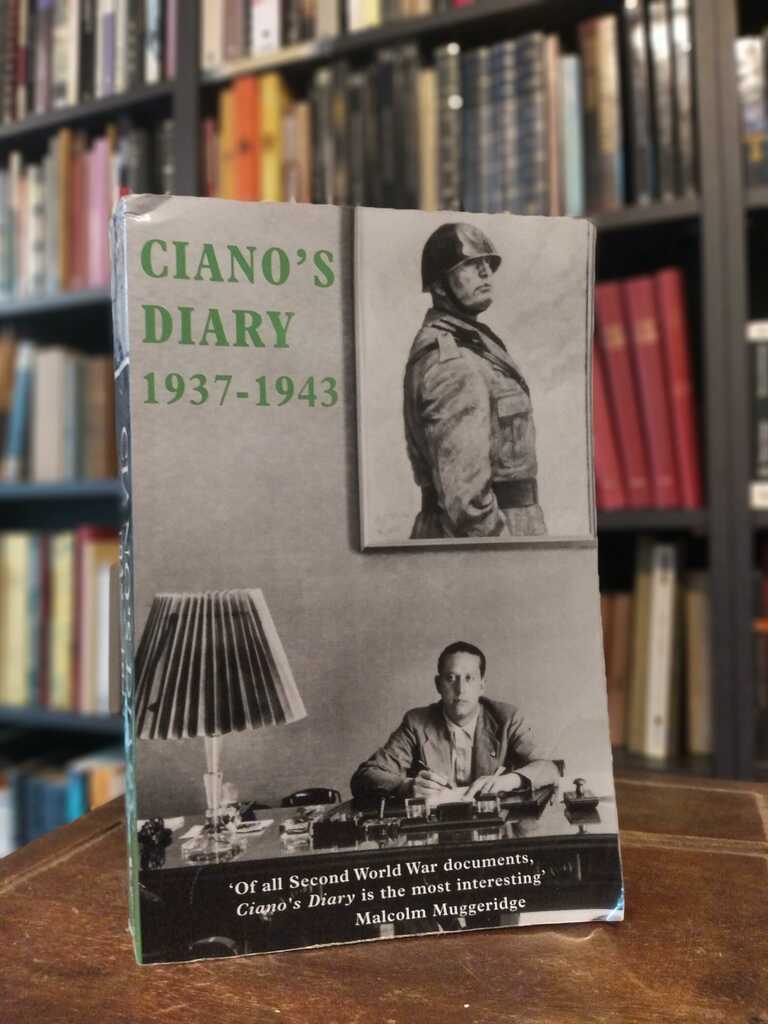 CIANO'S
DIARY
1937-1943
'Of all Second World War documents,
Ciano's Diary is the most interesting'
Malcolm Muggeridge